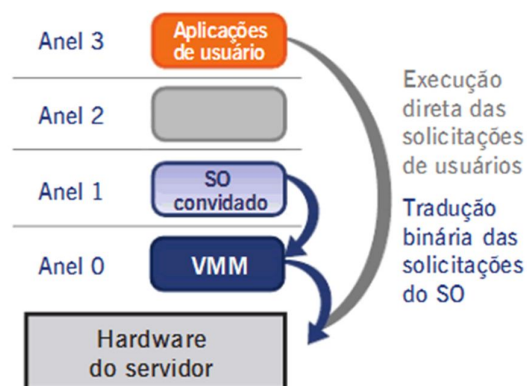 Anel 3
Aplicações
de usuário
Anel 2
Anel 1
SO
convidado
Anel 0
VMM
Hardware
do servidor
Execução
direta das
solicitações
de usuários
Tradução
binária das
solicitações
do SO